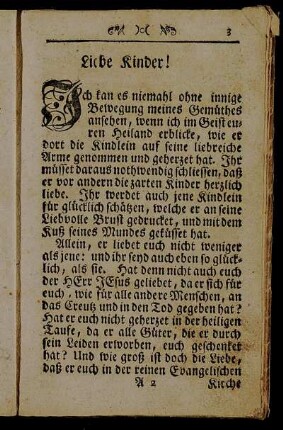 3
Liebe Kinder!
Ich kan es niemahl ohne innige
Bewegung meines Gemüthes
ansehen, wenn ich im Geist eu-
ren Heiland erblicke, wie er
dort die Kindlein auf seine liebreiche
Arme genommen und geherzet hat. Ihr
müsset daraus nothwendig schliessen, daß
er vor andern die zarten Kinder herzlich
liebe. Ihr werdet auch jene Kindlein
für glücklich schätzen, welche er an seine
Liebvolle Brust gedrucket, und mit dem
Kuß seines Mundes geküsset hat.
Allein, er liebet euch nicht weniger
als jene: und ihr seyd auch eben so glück-
lich, als sie. Hat denn nicht auch euch
der HErr JEsus geliebet, da er sich für
euch, wie für alle andere Menschen, an
das Creutz und in den Tod gegeben hat?
Hat er euch nicht geherzet in der heiligen
Taufe, da er alle Güter, die er durch
sein Leiden erworben, euch geschenket
hat? Und wie groß ist doch die Liebe,
daß er euch in der reinen Evangelischen
A 2 Kirche